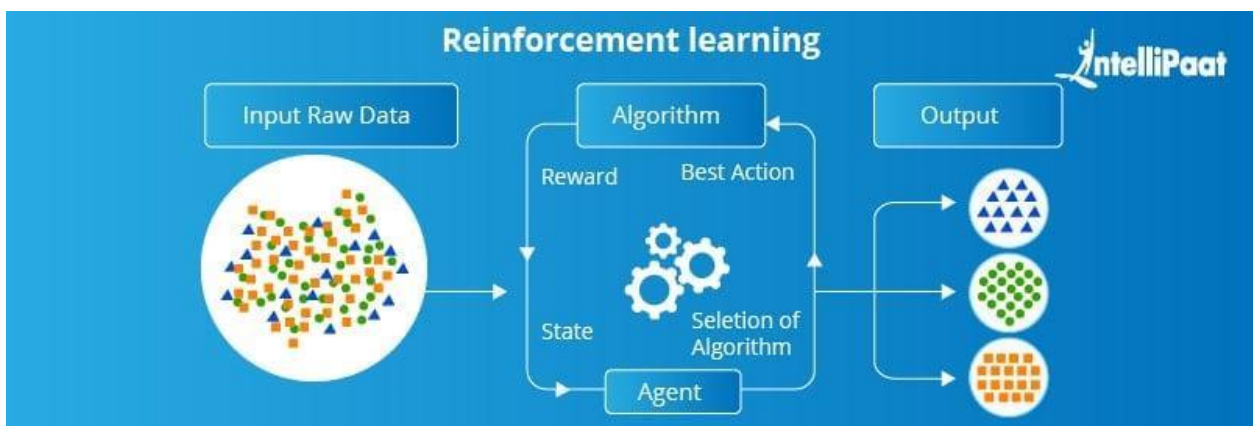 Reinforcement learning
IntelliPaat
Input Raw Data
Algorithm
Output
Reward
Best Action
State
Seletion of
Algorithm
Agent